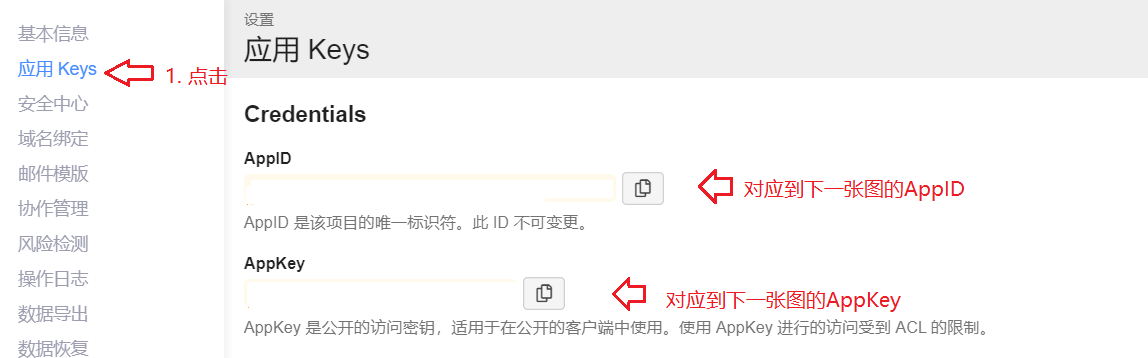 基本信息
应用 Keys
1. 点击
安全中心
域名绑定
邮件模版
协作管理
风险检测
操作日志
数据导出
数据恢复
设置
应用 Keys
Credentials
AppID
对应到下一张图的AppID
AppID 是该项目的唯一标识符。此 ID 不可变更。
AppKey
对应到下一张图的AppKey
AppKey 是公开的访问密钥，适用于在公开的客户端中使用。使用 AppKey 进行的访问受到 ACL 的限制。